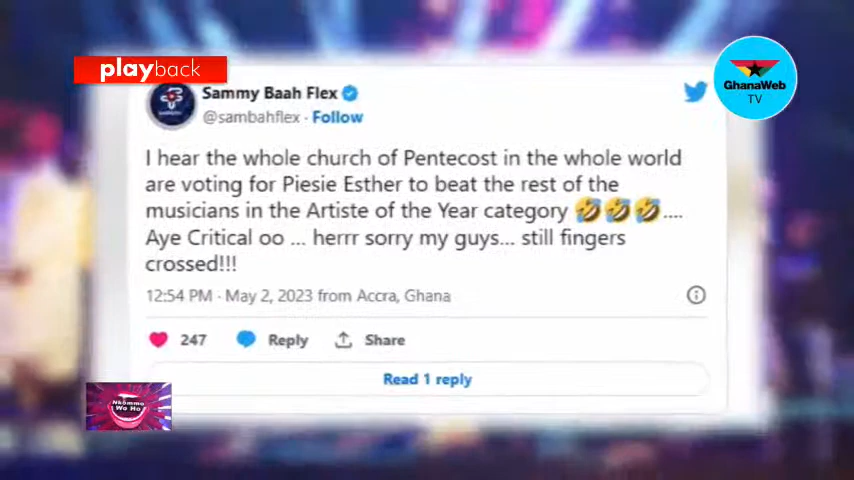 playback
GhanaWeb
TV
Sammy Baah Flex
@sambahflex · Follow
I hear the whole church of Pentecost in the whole world
are voting for Piesie Esther to beat the rest of the
musicians in the Artiste of the Year category 🤣🤣🤣....
Aye Critical oo ... herrr sorry my guys... still fingers
crossed!!!
12:54 PM · May 2, 2023 from Accra, Ghana
247 Reply Share
Read 1 reply
Nkommo
Wo Ho